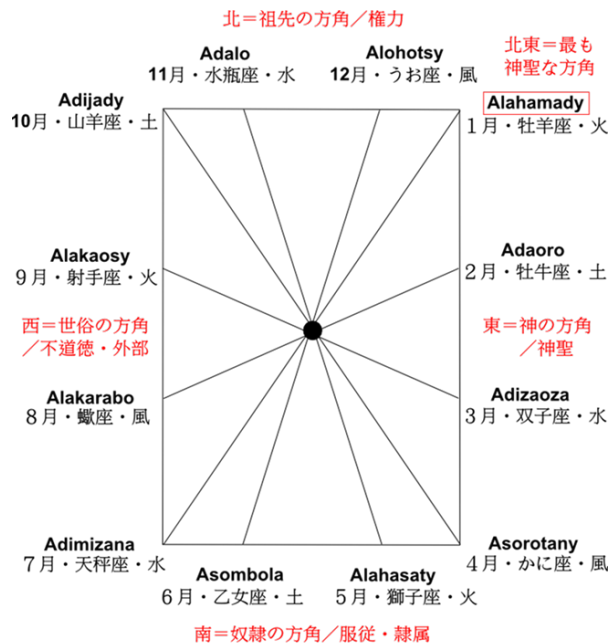 北＝祖先の方角／権力
Adalo
11月・水瓶座・水
Alohotsy
12月・うお座・風
北東＝最も
神聖な方角
Adijady
10月・山羊座・土
Alahamady
１月・牡羊座・火
Alakaosy
９月・射手座・火
Adaoro
２月・牡牛座・土
西＝世俗の方角
／不道徳・外部
東＝神の方角
／神聖
Alakarabo
８月・蠍座・風
Adizaoza
３月・双子座・水
Adimizana
７月・天秤座・水
Asorotany
４月・かに座・風
Asombola
６月・乙女座・土
Alahasaty
５月・獅子座・火
南＝奴隷の方角／服従・隷属